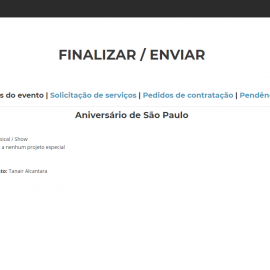 FINALIZAR / ENVIAR
s do evento | Solicitação de serviços | Pedidos de contratação | Pendên
Aniversário de São Paulo
sical / Show
a nenhum projeto especial
to: Tanair Alcantara